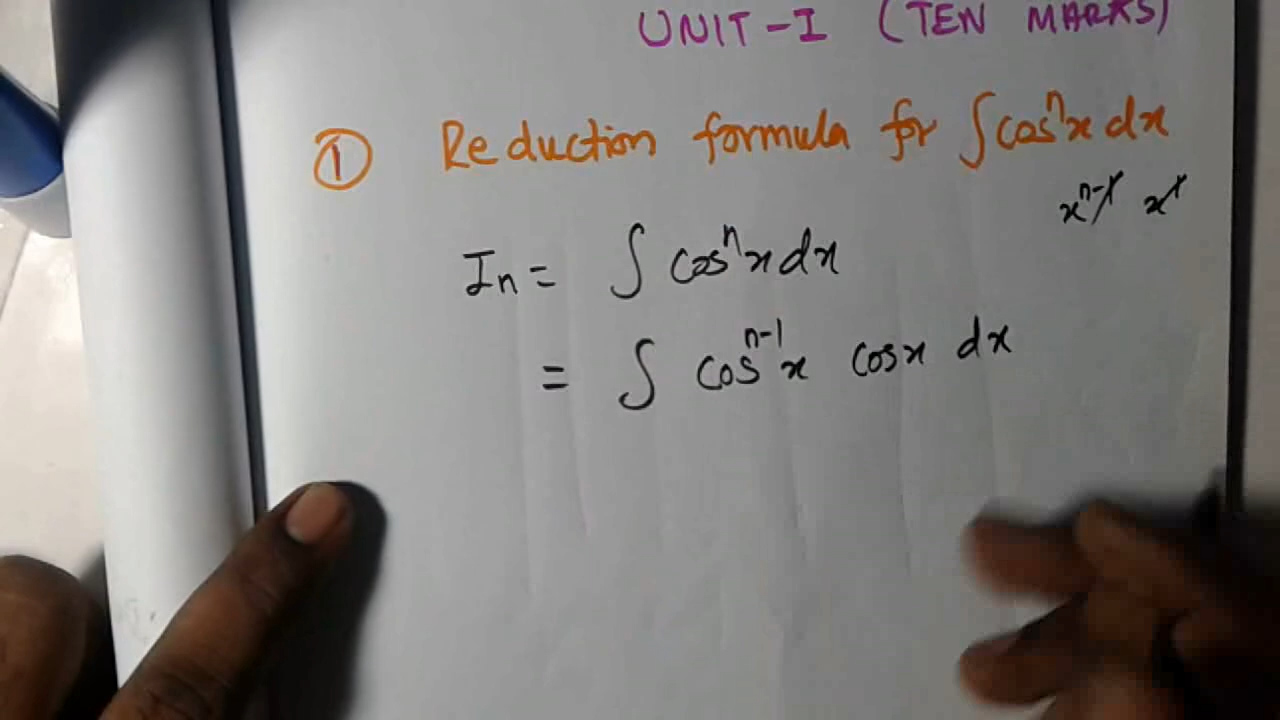 UNIT-I (TEN MARKS)
① Reduction formula for ∫cosⁿx dx
xⁿ⁻¹ x¹
Iₙ = ∫ cosⁿx dx
= ∫ cosⁿ⁻¹x cosx dx